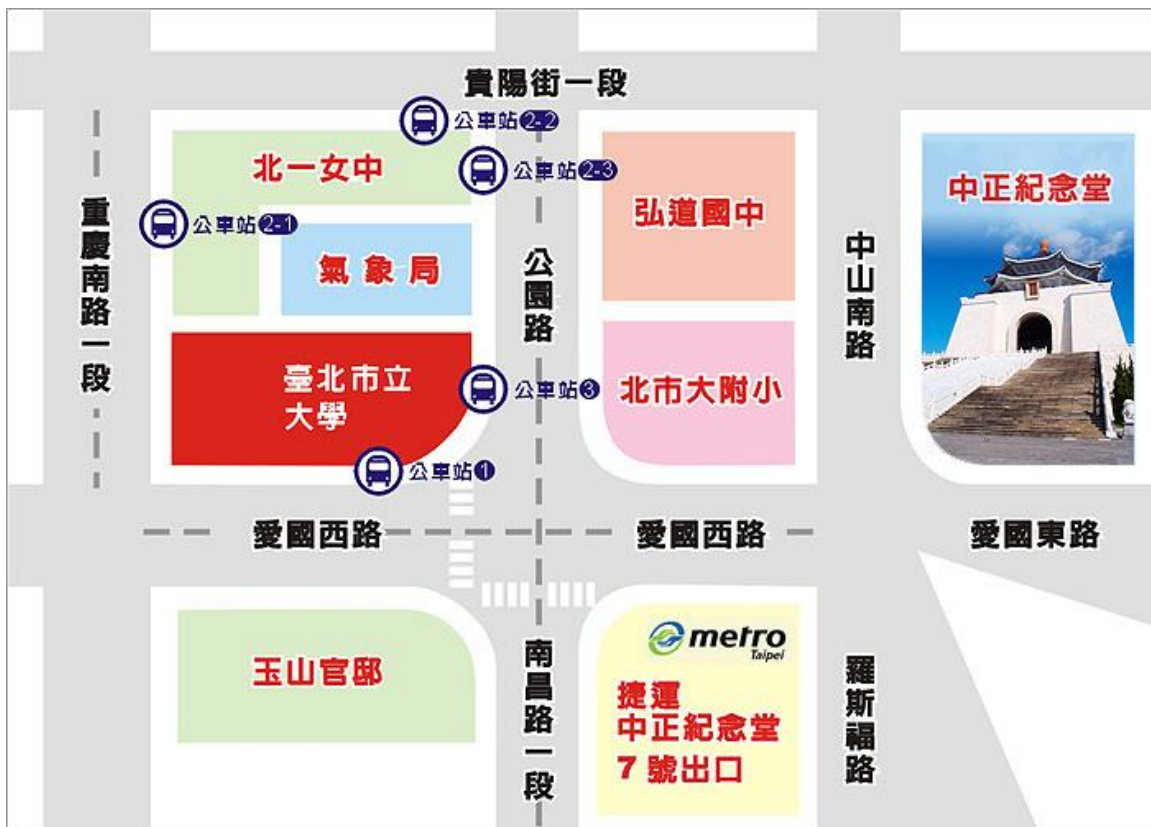 貴陽街一段
公車站2-2
北一女中
公車站2-3
中正紀念堂
弘道國中
公車站2-1
重慶南路一段
氣象局
公園路
中山南路
臺北市立
大學
公車站3
北市大附小
公車站1
愛國西路
愛國西路
愛國東路
metro
Taipei
玉山官邸
南昌路一段
捷運
中正紀念堂
7號出口
羅斯福路